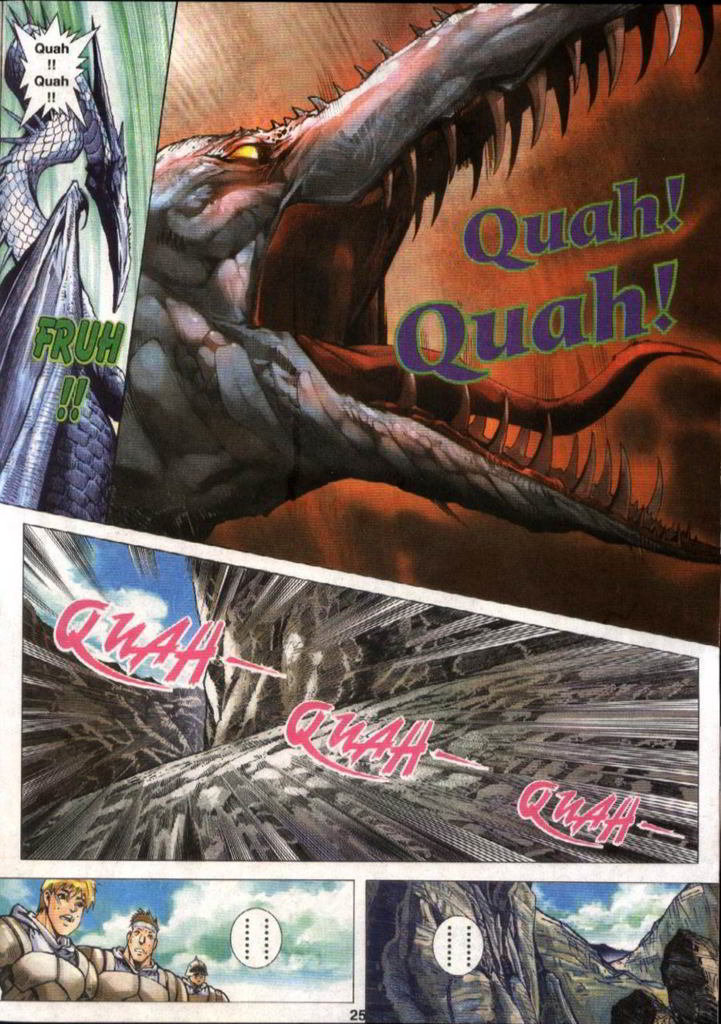 Quah
!!
Quah
!!
FRUH
!!
Quah!
Quah!
QUAH—
QUAH—
QUAH—
......
......
25